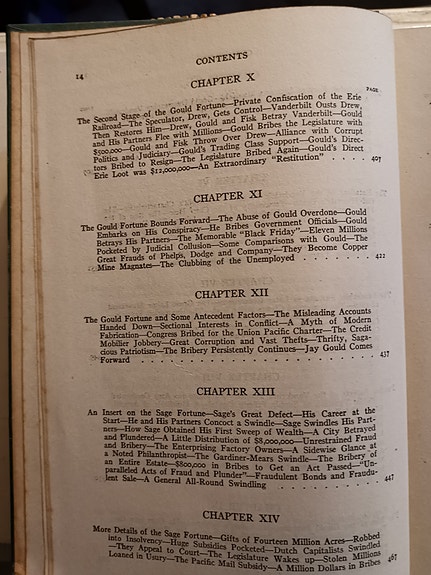 CONTENTS
14
PAGE
CHAPTER X
The Second Stage of the Gould Fortune—Private Confiscation of the Erie
Railroad—The Speculator, Drew, Gets Control—Vanderbilt Ousts Drew,
Then Restores Him—Drew, Gould and Fisk Betray Vanderbilt—Gould
and His Partners Flee with Millions—Gould Bribes the Legislature with
$500,000—Gould and Fisk Throw Over Drew—Alliance with Corrupt
Politics and Judiciary—Gould's Trading Class Support—Gould's Direc-
tors Bribed to Resign—The Legislature Bribed Again—Gould's Direct
Erie Loot was $12,000,000—An Extraordinary "Restitution" . . . . 407
CHAPTER XI
The Gould Fortune Bounds Forward—The Abuse of Gould Overdone—Gould
Embarks on His Conspiracy—He Bribes Government Officials—Gould
Betrays His Partners—The Memorable "Black Friday"—Eleven Millions
Pocketed by Judicial Collusion—Some Comparisons with Gould—The
Great Frauds of Phelps, Dodge and Company—They Become Copper
Mine Magnates—The Clubbing of the Unemployed . . . . . . . 422
CHAPTER XII
The Gould Fortune and Some Antecedent Factors—The Misleading Accounts
Handed Down—Sectional Interests in Conflict—A Myth of Modern
Fabrication—Congress Bribed for the Union Pacific Charter—The Credit
Mobilier Jobbery—Great Corruption and Vast Thefts—Thrifty, Saga-
cious Patriotism—The Bribery Persistently Continues—Jay Gould Comes
Forward . . . . . . . . . . . . . . . . . . . . 437
CHAPTER XIII
An Insert on the Sage Fortune—Sage's Great Defect—His Career at the
Start—He and His Partners Concoct a Swindle—Sage Swindles His Part-
ners—How Sage Obtained His First Sweep of Wealth—A City Betrayed
and Plundered—A Little Distribution of $8,000,000—Unrestrained Fraud
and Bribery—The Enterprising Factory Owners—A Sidewise Glance at
a Noted Philanthropist—The Gardiner-Mears Swindle—The Bribery of
an Entire Estate—$800,000 in Bribes to Get an Act Passed—"Un-
paralleled Acts of Fraud and Plunder"—Fraudulent Bonds and Fraudu-
lent Sale—A General All-Round Swindling . . . . . . . . . 447
CHAPTER XIV
More Details of the Sage Fortune—Gifts of Fourteen Million Acres—Robbed
into Insolvency—Huge Subsidies Pocketed—Dutch Capitalists Swindled
—They Appeal to Court—The Legislature Wakes up—Stolen Millions
Loaned in Usury—The Pacific Mail Subsidy—A Million Dollars in Bribes 467